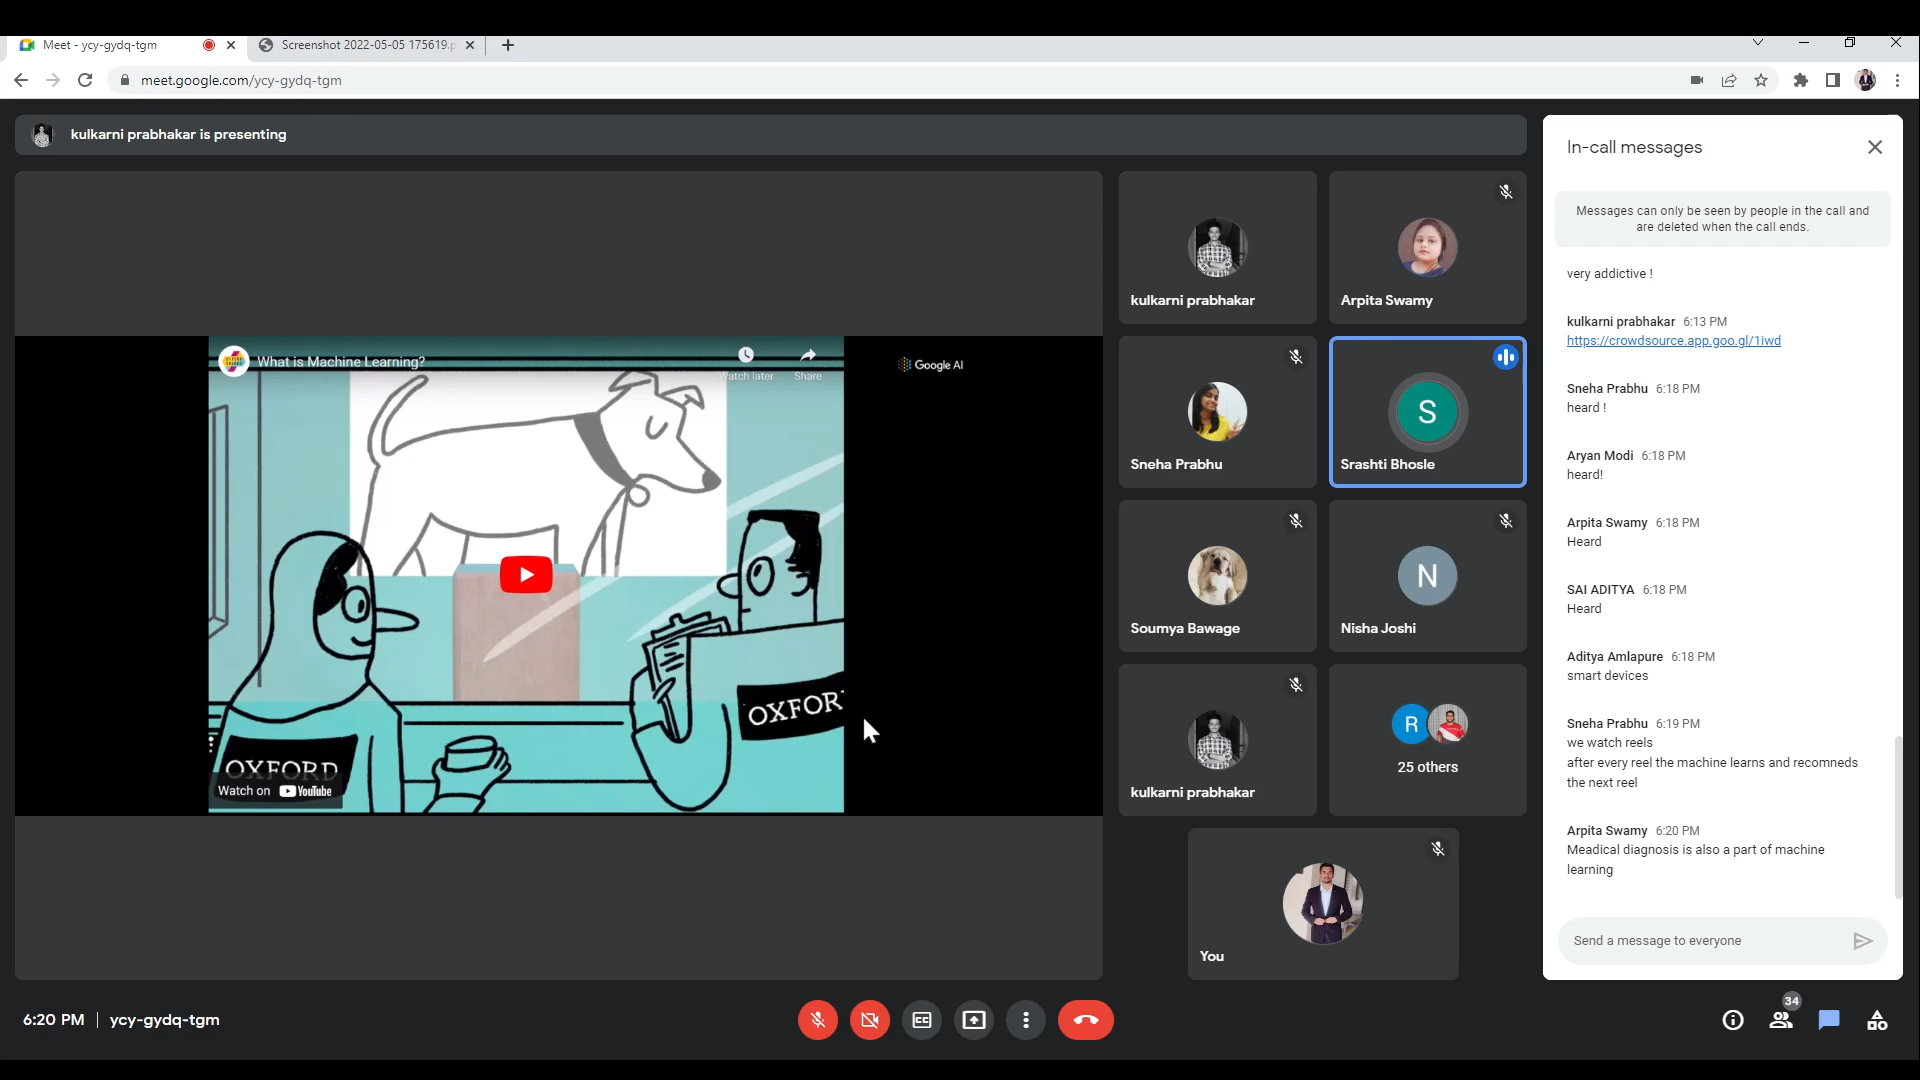 Meet - ycy-gydq-tgm
Screenshot 2022-05-05 175619.p
meet.google.com/ycy-gydq-tgm
kulkarni prabhakar is presenting
What is Machine Learning?
Watch later
Share
Google AI
OXFOR
OXFORD
Watch on YouTube
kulkarni prabhakar
Arpita Swamy
Sneha Prabhu
S
Srashti Bhosle
Soumya Bawage
N
Nisha Joshi
kulkarni prabhakar
R
25 others
You
In-call messages
Messages can only be seen by people in the call and
are deleted when the call ends.
very addictive !
kulkarni prabhakar 6:13 PM
https://crowdsource.app.goo.gl/1iwd
Sneha Prabhu 6:18 PM
heard !
Aryan Modi 6:18 PM
heard!
Arpita Swamy 6:18 PM
Heard
SAI ADITYA 6:18 PM
Heard
Aditya Amlapure 6:18 PM
smart devices
Sneha Prabhu 6:19 PM
we watch reels
after every reel the machine learns and recomneds
the next reel
Arpita Swamy 6:20 PM
Meadical diagnosis is also a part of machine
learning
Send a message to everyone
6:20 PM | ycy-gydq-tgm
34